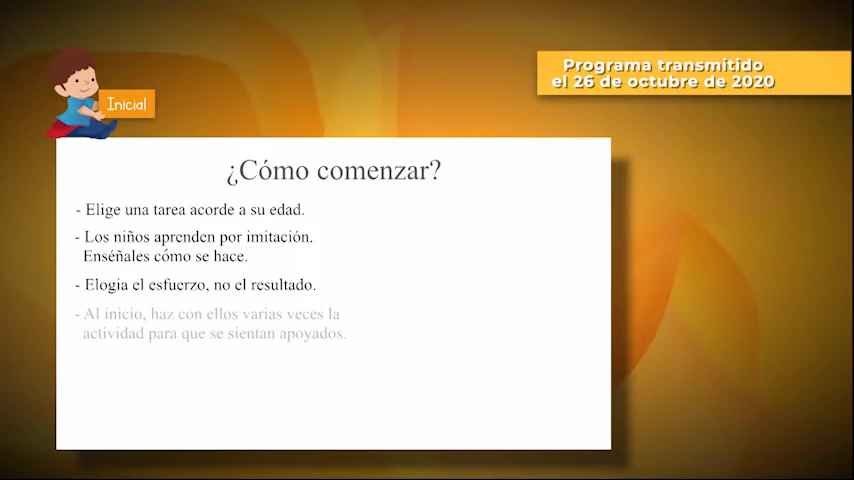 Programa transmitido
el 26 de octubre de 2020
Inicial
¿Cómo comenzar?
- Elige una tarea acorde a su edad.
- Los niños aprenden por imitación.
Enséñales cómo se hace.
- Elogia el esfuerzo, no el resultado.
- Al inicio, haz con ellos varias veces la
actividad para que se sientan apoyados.